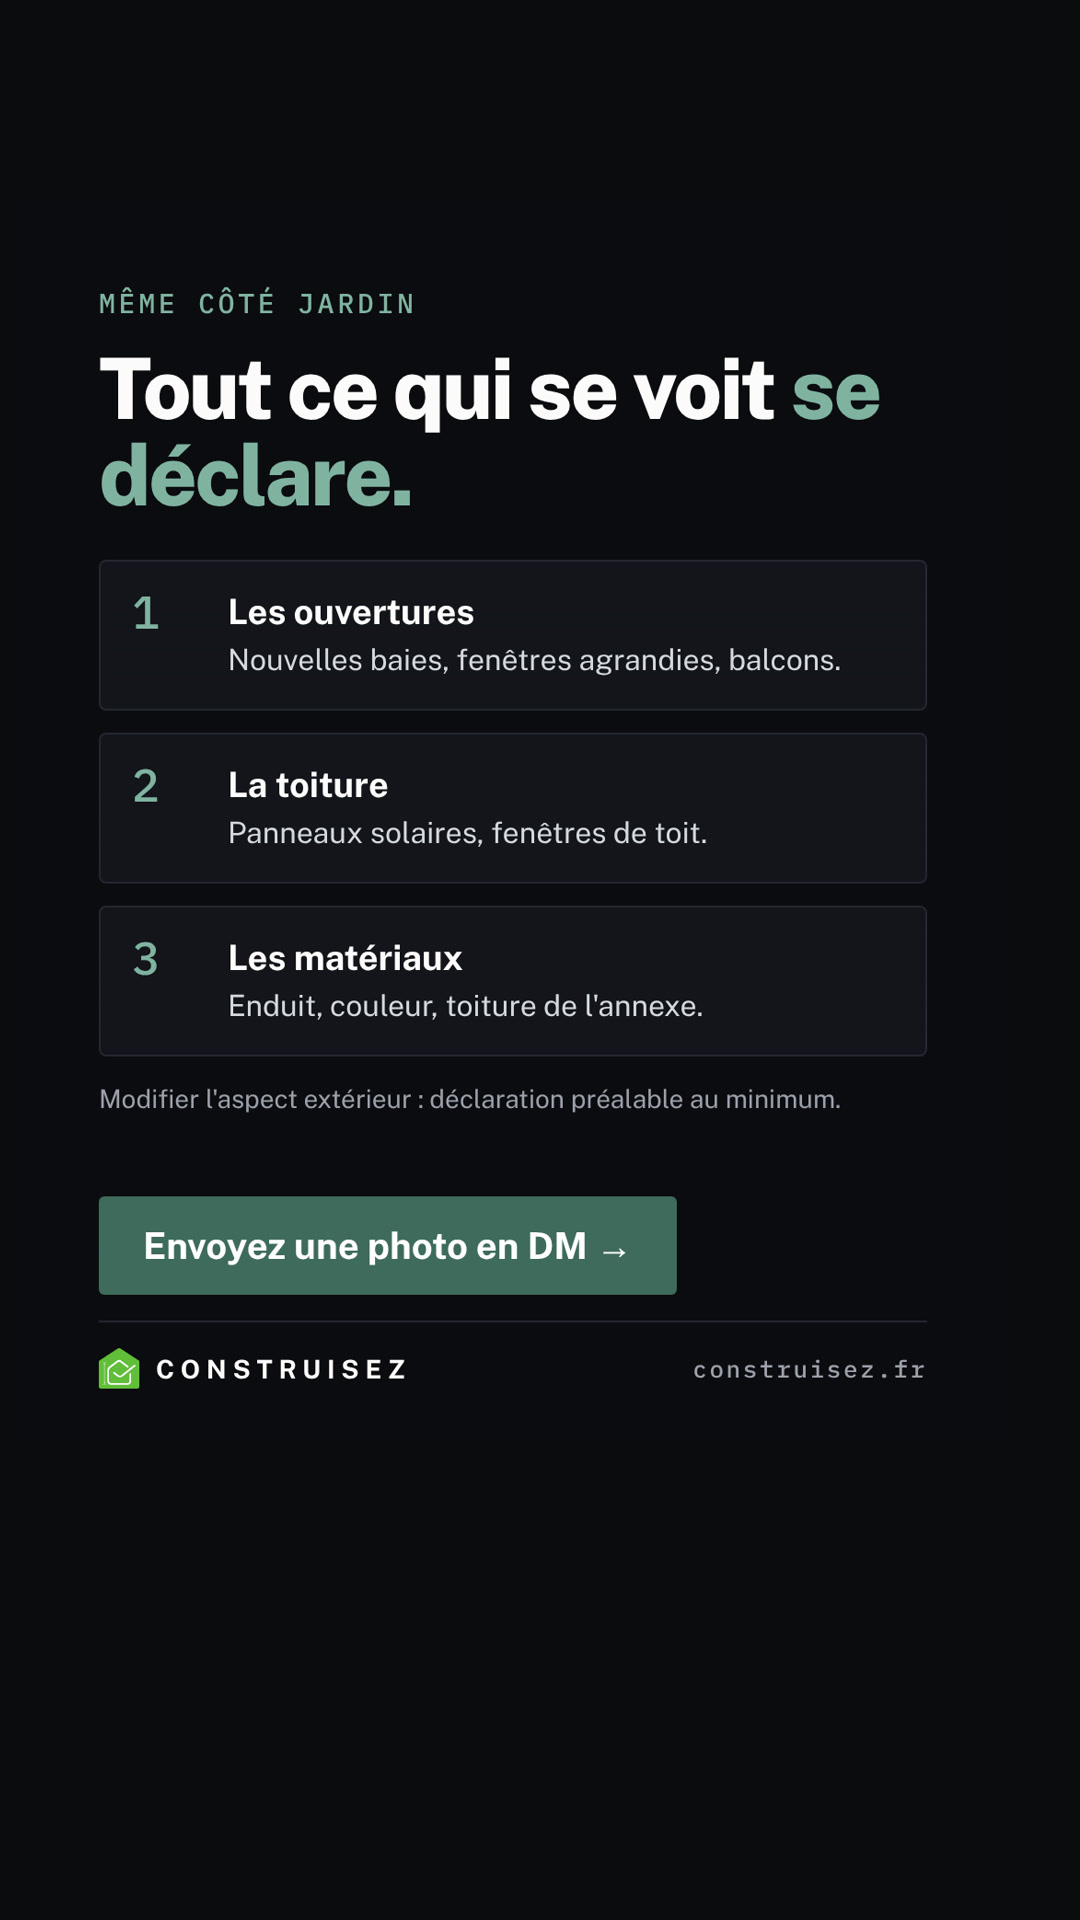 MÊME CÔTÉ JARDIN
Tout ce qui se voit se
déclare.
1
Les ouvertures
Nouvelles baies, fenêtres agrandies, balcons.
2
La toiture
Panneaux solaires, fenêtres de toit.
3
Les matériaux
Enduit, couleur, toiture de l'annexe.
Modifier l'aspect extérieur : déclaration préalable au minimum.
Envoyez une photo en DM →
CONSTRUISEZ
construisez.fr